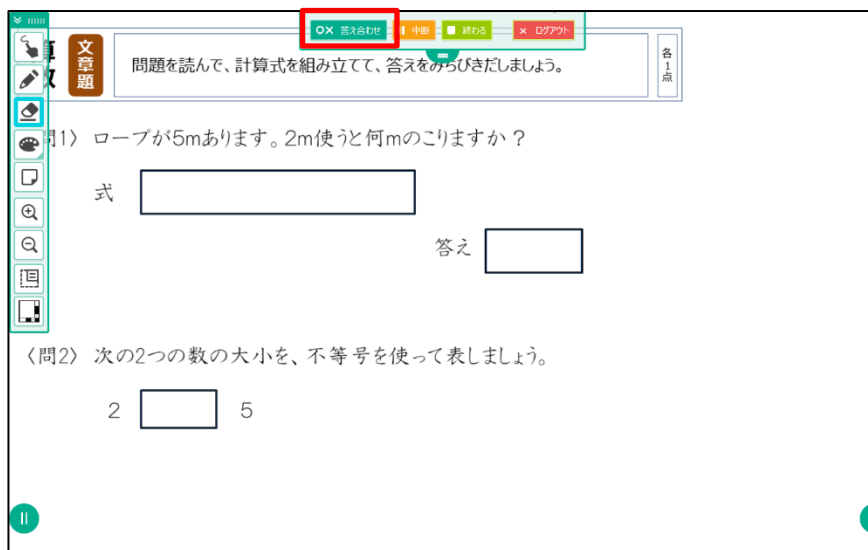 OX 答え合わせ 中断 終わる × ログアウト
文章題
問題を読んで、計算式を組み立てて、答えをみちびきだしましょう。
各1点
問1〉 ロープが5mあります。2m使うと何mのこりますか？
式
答え
〈問2〉 次の2つの数の大小を、不等号を使って表しましょう。
2 5